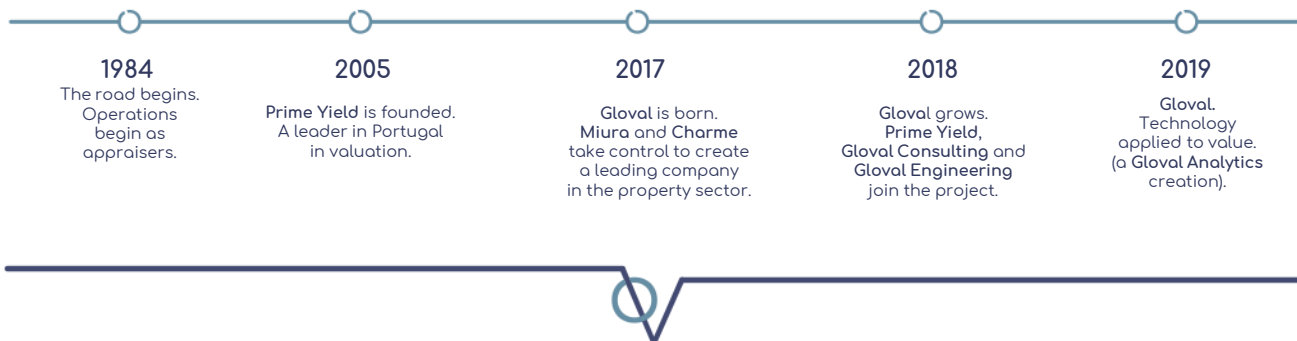 1984
The road begins.
Operations
begin as
appraisers.
2005
Prime Yield is founded.
A leader in Portugal
in valuation.
2017
Gloval is born.
Miura and Charme
take control to create
a leading company
in the property sector.
2018
Gloval grows.
Prime Yield,
Gloval Consulting and
Gloval Engineering
join the project.
2019
Gloval.
Technology
applied to value.
(a Gloval Analytics
creation).